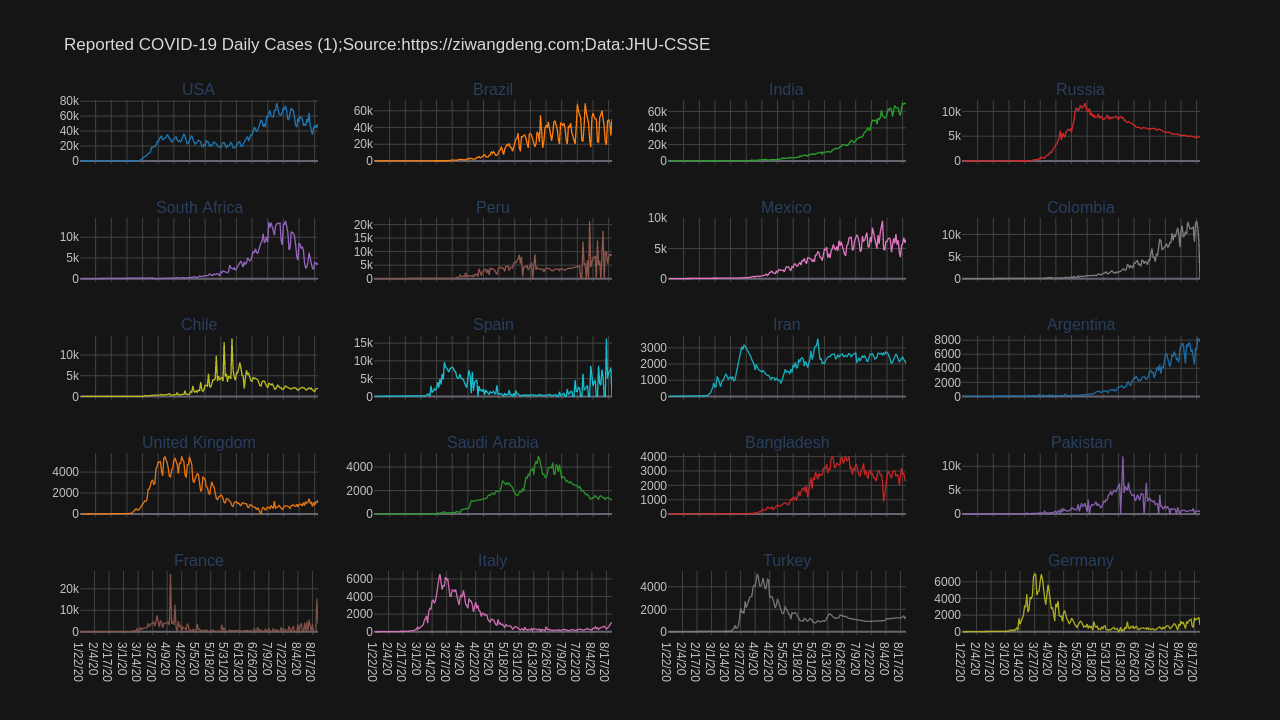 Reported COVID-19 Daily Cases (1);Source:https://ziwangdeng.com;Data:JHU-CSSE
USA Brazil India Russia
80k
60k
40k
20k
0
60k
40k
20k
0
60k
40k
20k
0
10k
5k
0
South Africa Peru Mexico Colombia
10k
5k
0
20k
15k
10k
5k
0
10k
5k
0
10k
5k
0
Chile Spain Iran Argentina
10k
5k
0
15k
10k
5k
0
3000
2000
1000
0
8000
6000
4000
2000
0
United Kingdom Saudi Arabia Bangladesh Pakistan
4000
2000
0
4000
2000
0
4000
3000
2000
1000
0
10k
5k
0
France Italy Turkey Germany
20k
10k
0
6000
4000
2000
0
4000
2000
0
6000
4000
2000
0
1/22/20 2/4/20 2/17/20 3/1/20 3/14/20 3/27/20 4/9/20 4/22/20 5/5/20 5/18/20 5/31/20 6/13/20 6/26/20 7/9/20 7/22/20 8/4/20 8/17/20
1/22/20 2/4/20 2/17/20 3/1/20 3/14/20 3/27/20 4/9/20 4/22/20 5/5/20 5/18/20 5/31/20 6/13/20 6/26/20 7/9/20 7/22/20 8/4/20 8/17/20
1/22/20 2/4/20 2/17/20 3/1/20 3/14/20 3/27/20 4/9/20 4/22/20 5/5/20 5/18/20 5/31/20 6/13/20 6/26/20 7/9/20 7/22/20 8/4/20 8/17/20
1/22/20 2/4/20 2/17/20 3/1/20 3/14/20 3/27/20 4/9/20 4/22/20 5/5/20 5/18/20 5/31/20 6/13/20 6/26/20 7/9/20 7/22/20 8/4/20 8/17/20